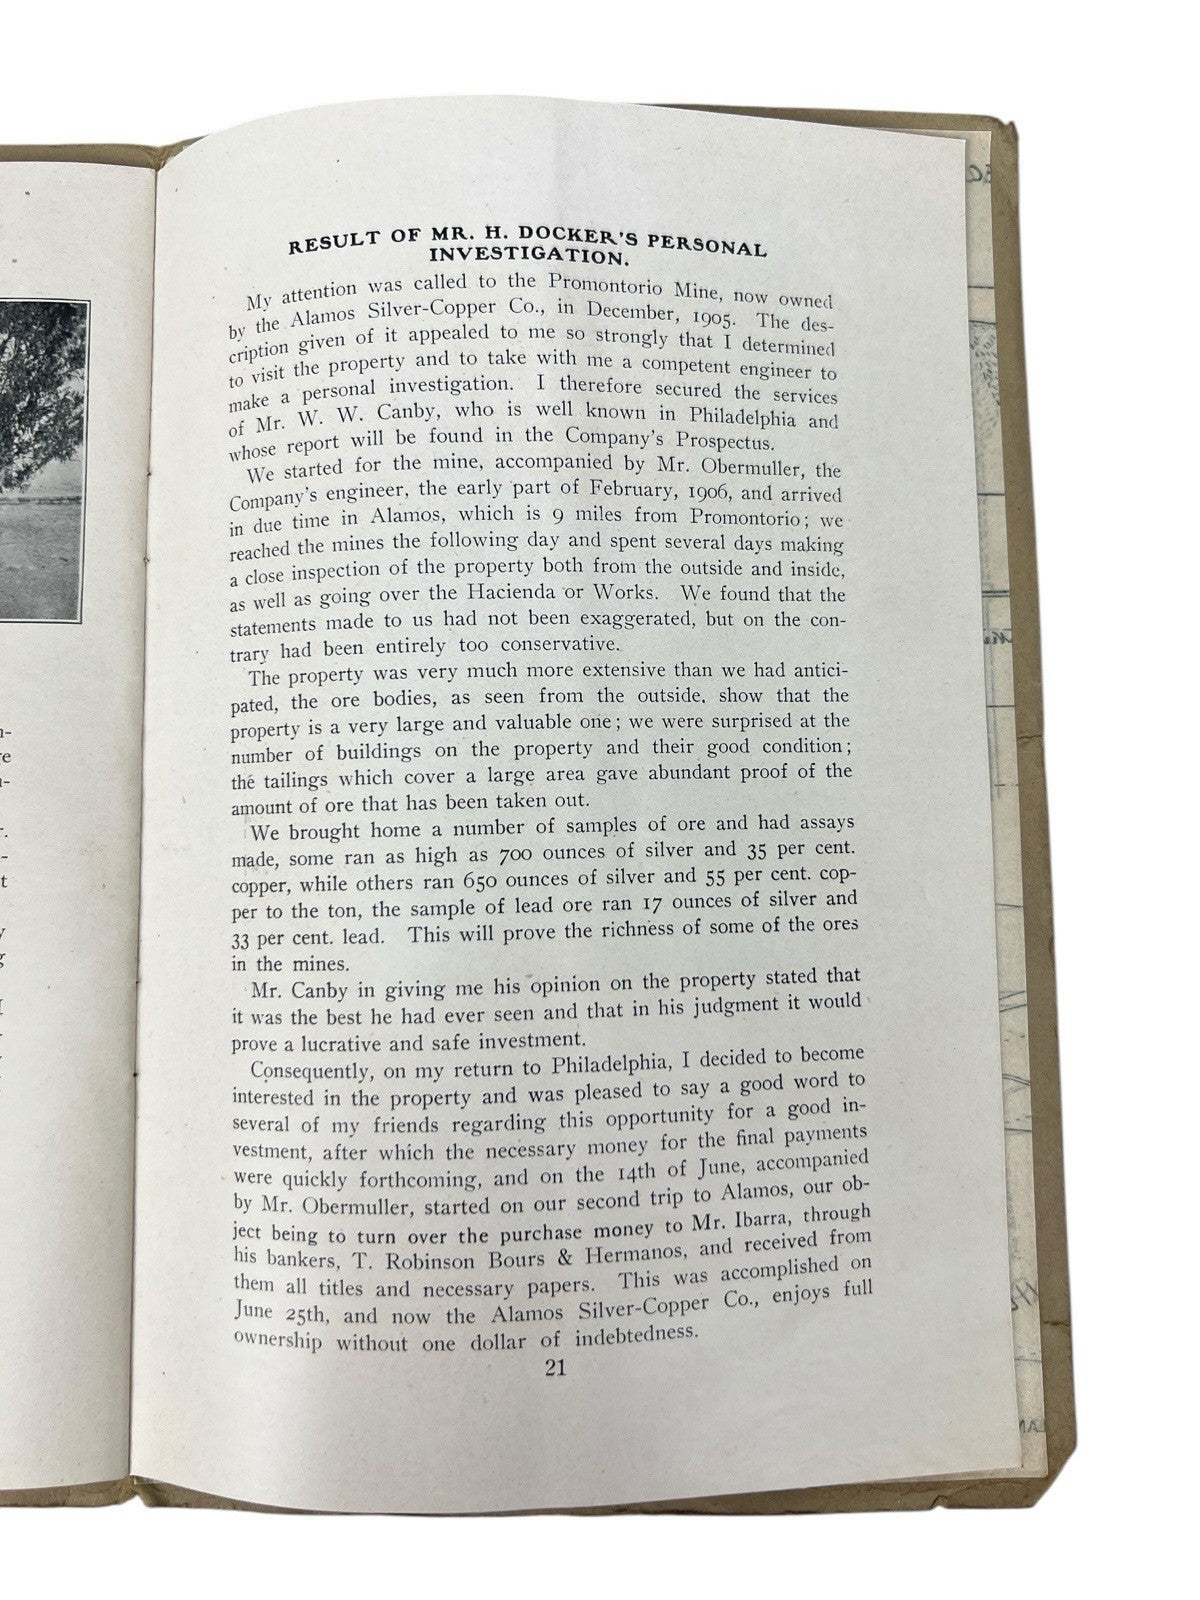 RESULT OF MR. H. DOCKER'S PERSONAL
INVESTIGATION.
My attention was called to the Promontorio Mine, now owned
by the Alamos Silver-Copper Co., in December, 1905. The des-
cription given of it appealed to me so strongly that I determined
to visit the property and to take with me a competent engineer to
make a personal investigation. I therefore secured the services
of Mr. W. W. Canby, who is well known in Philadelphia and
whose report will be found in the Company's Prospectus.
We started for the mine, accompanied by Mr. Obermuller, the
Company's engineer, the early part of February, 1906, and arrived
in due time in Alamos, which is 9 miles from Promontorio; we
reached the mines the following day and spent several days making
a close inspection of the property both from the outside and inside,
as well as going over the Hacienda or Works. We found that the
statements made to us had not been exaggerated, but on the con-
trary had been entirely too conservative.
The property was very much more extensive than we had antici-
pated, the ore bodies, as seen from the outside, show that the
property is a very large and valuable one; we were surprised at the
number of buildings on the property and their good condition;
the tailings which cover a large area gave abundant proof of the
amount of ore that has been taken out.
We brought home a number of samples of ore and had assays
made, some ran as high as 700 ounces of silver and 35 per cent.
copper, while others ran 650 ounces of silver and 55 per cent. cop-
per to the ton, the sample of lead ore ran 17 ounces of silver and
33 per cent. lead. This will prove the richness of some of the ores
in the mines.
Mr. Canby in giving me his opinion on the property stated that
it was the best he had ever seen and that in his judgment it would
prove a lucrative and safe investment.
Consequently, on my return to Philadelphia, I decided to become
interested in the property and was pleased to say a good word to
several of my friends regarding this opportunity for a good in-
vestment, after which the necessary money for the final payments
were quickly forthcoming, and on the 14th of June, accompanied
by Mr. Obermuller, started on our second trip to Alamos, our ob-
ject being to turn over the purchase money to Mr. Ibarra, through
his bankers, T. Robinson Bours & Hermanos, and received from
them all titles and necessary papers. This was accomplished on
June 25th, and now the Alamos Silver-Copper Co., enjoys full
ownership without one dollar of indebtedness.
21